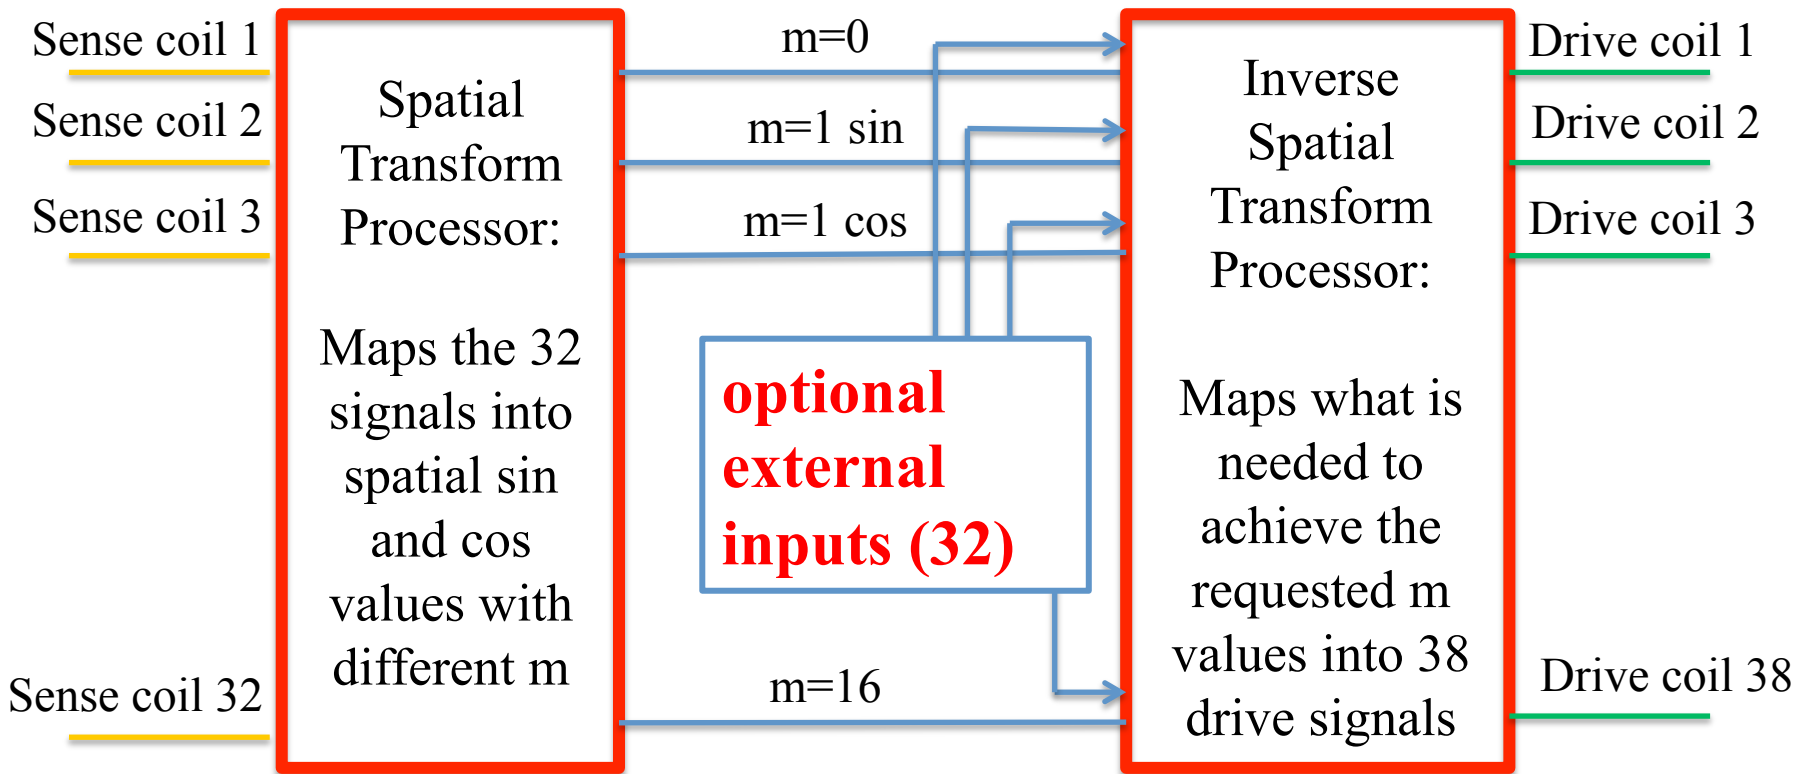 Sense coil 1
Sense coil 2
Sense coil 3
Sense coil 32
Spatial
Transform
Processor:
Maps the 32
signals into
spatial sin
and cos
values with
different m
m=0
m=1 sin
m=1 cos
m=16
optional
external
inputs (32)
Inverse
Spatial
Transform
Processor:
Maps what is
needed to
achieve the
requested m
values into 38
drive signals
Drive coil 1
Drive coil 2
Drive coil 3
Drive coil 38